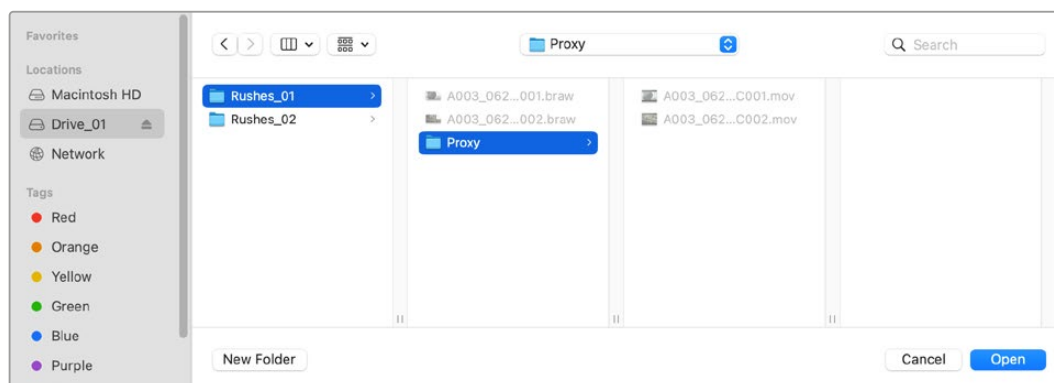 Favorites
Locations
Macintosh HD
Drive_01
Network
Tags
Red
Orange
Yellow
Green
Blue
Purple
Proxy
Search
Rushes_01
Rushes_02
A003_062...001.braw
A003_062...002.braw
Proxy
A003_062...C001.mov
A003_062...C002.mov
New Folder
Cancel
Open